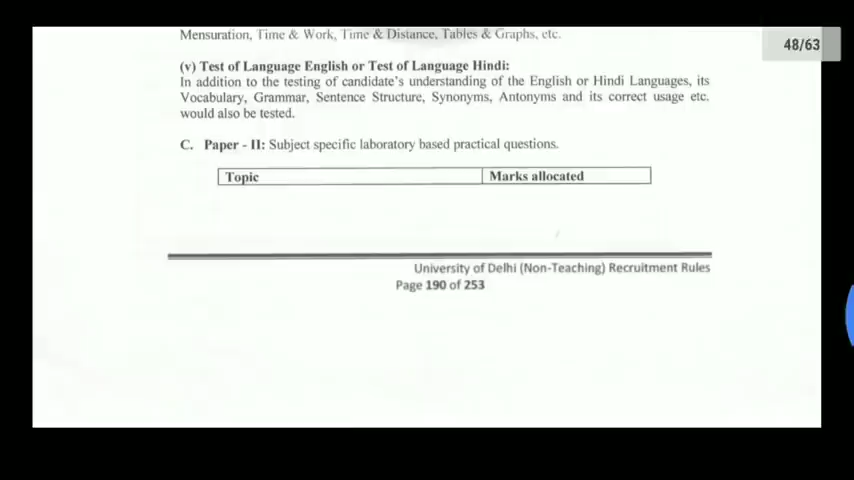 Mensuration, Time & Work, Time & Distance, Tables & Graphs, etc.
48/63
(v) Test of Language English or Test of Language Hindi:
In addition to the testing of candidate's understanding of the English or Hindi Languages, its
Vocabulary, Grammar, Sentence Structure, Synonyms, Antonyms and its correct usage etc.
would also be tested.
C. Paper - II: Subject specific laboratory based practical questions.
Topic Marks allocated
University of Delhi (Non-Teaching) Recruitment Rules
Page 190 of 253